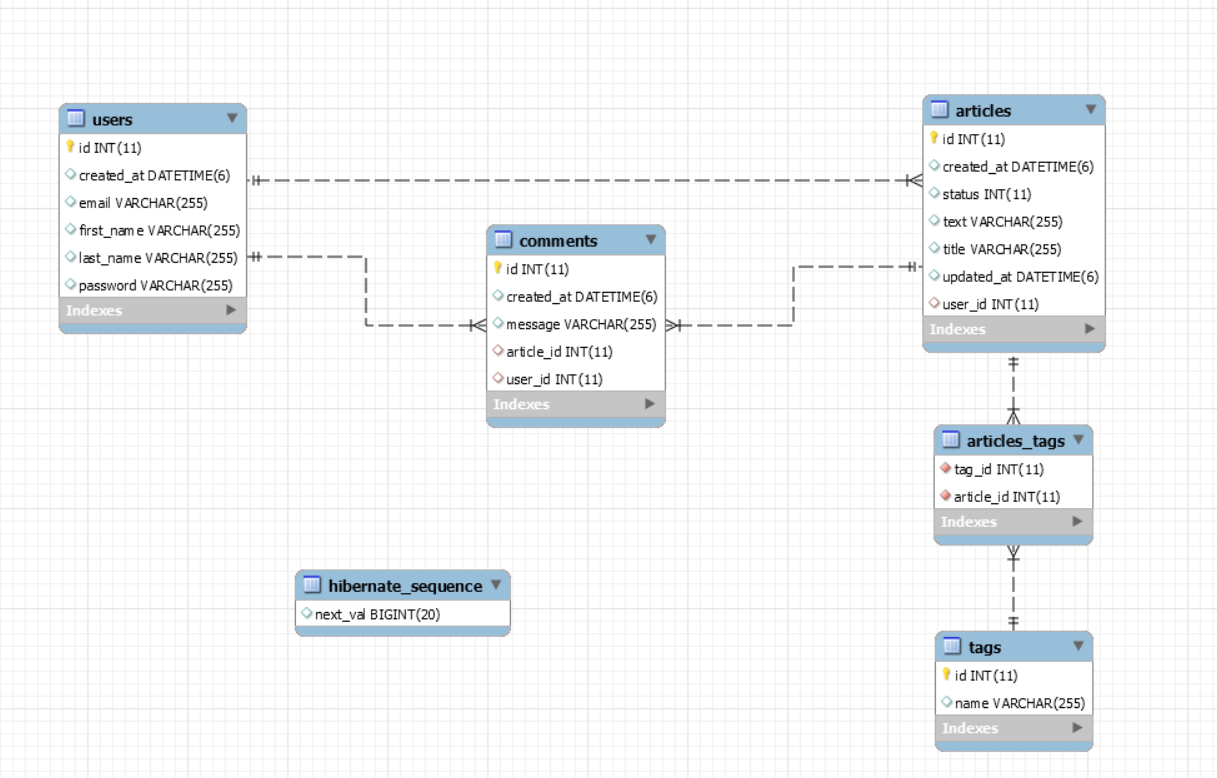 users
id INT(11)
created_at DATETIME(6)
email VARCHAR(255)
first_name VARCHAR(255)
last_name VARCHAR(255)
password VARCHAR(255)
Indexes
comments
id INT(11)
created_at DATETIME(6)
message VARCHAR(255)
article_id INT(11)
user_id INT(11)
Indexes
articles
id INT(11)
created_at DATETIME(6)
status INT(11)
text VARCHAR(255)
title VARCHAR(255)
updated_at DATETIME(6)
user_id INT(11)
Indexes
articles_tags
tag_id INT(11)
article_id INT(11)
Indexes
hibernate_sequence
next_val BIGINT(20)
tags
id INT(11)
name VARCHAR(255)
Indexes